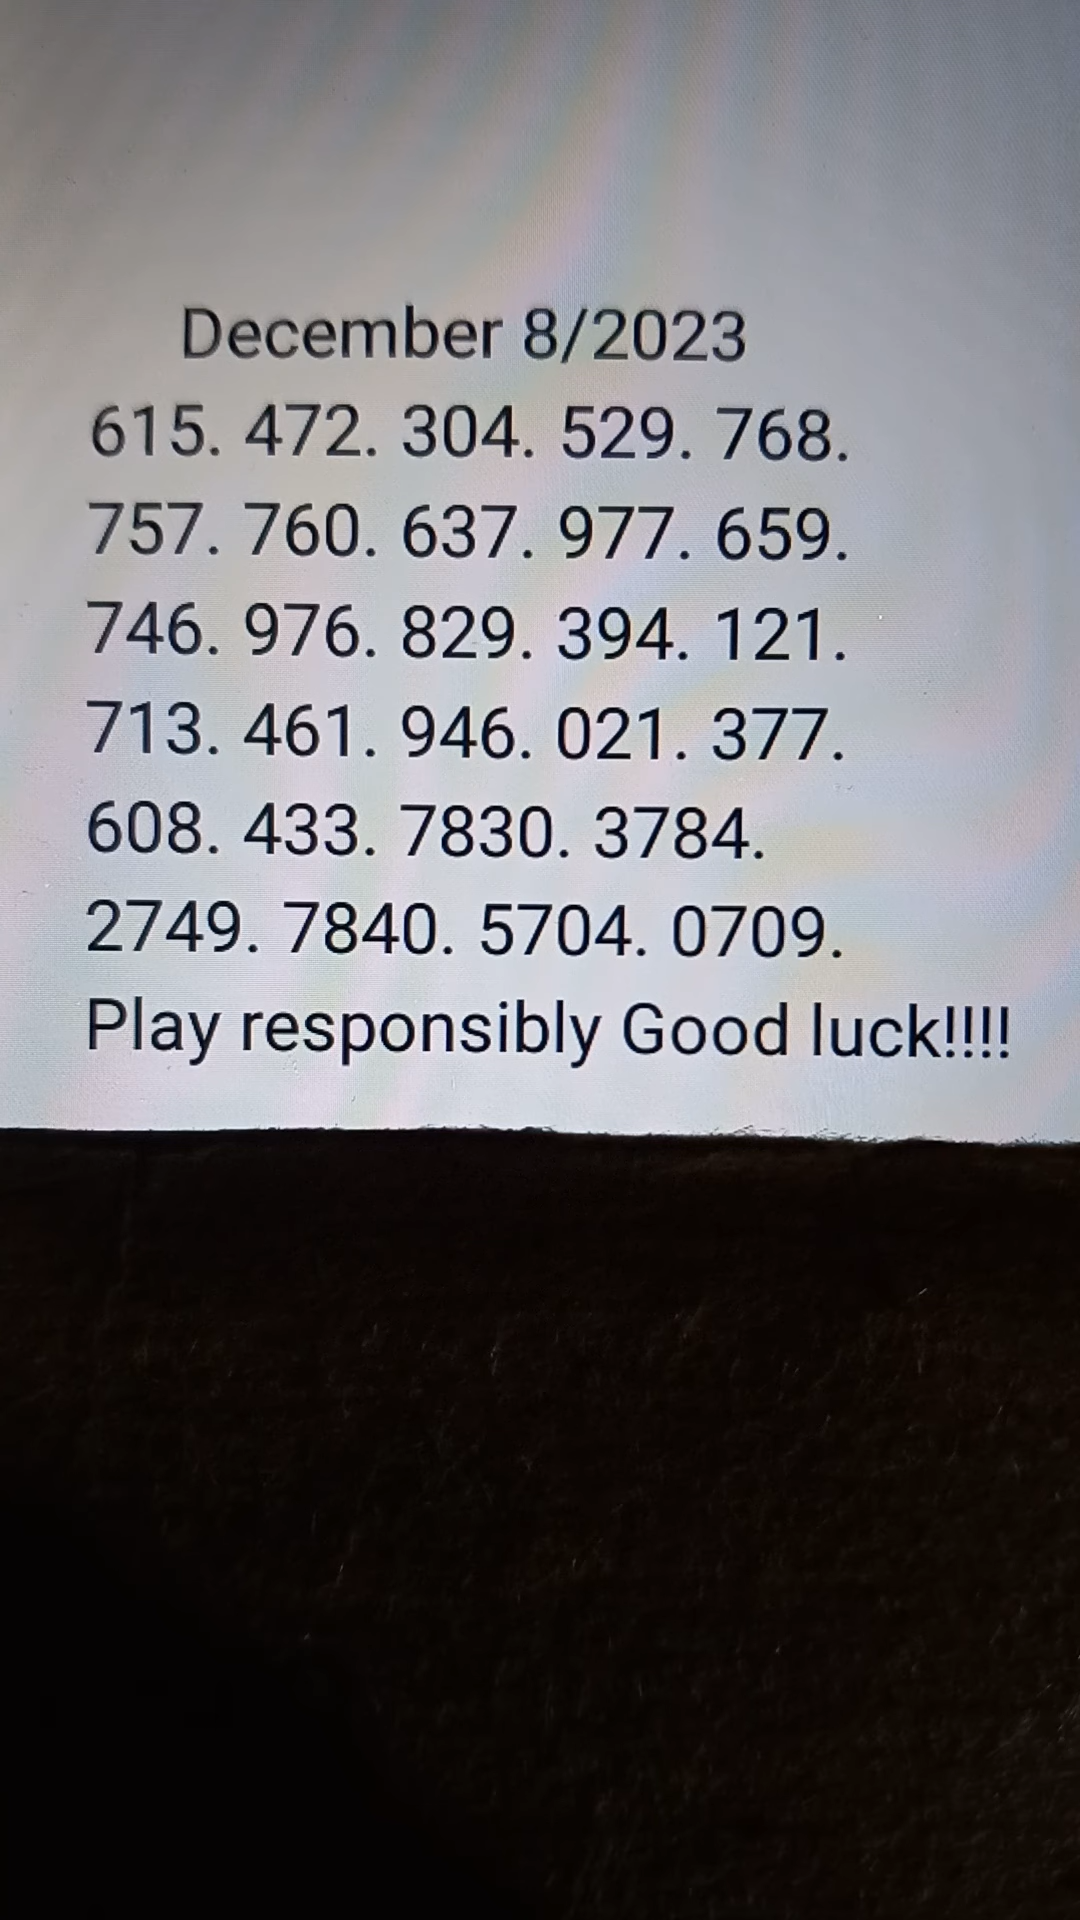 December 8/2023
615. 472. 304. 529. 768.
757. 760. 637. 977. 659.
746. 976. 829. 394. 121.
713. 461. 946. 021. 377.
608. 433. 7830. 3784.
2749. 7840. 5704. 0709.
Play responsibly Good luck!!!!